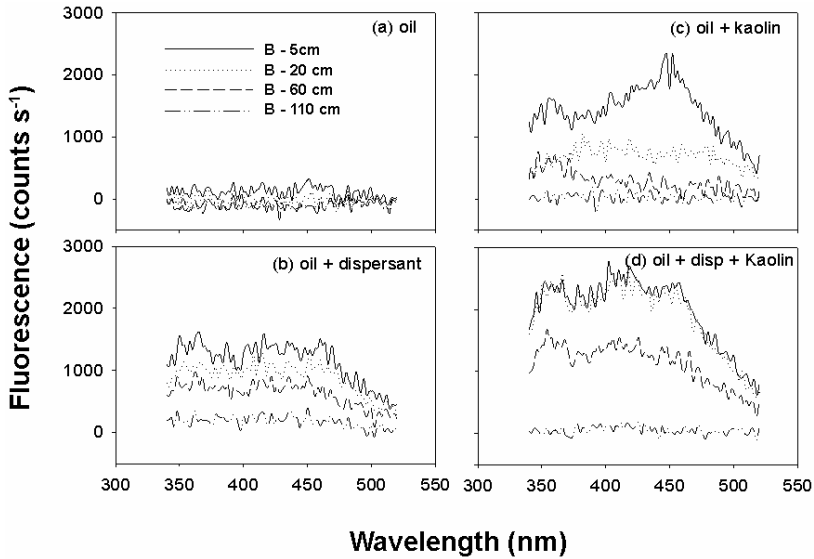 3000
(a) oil
B - 5cm
2000
B - 20 cm
B - 60 cm
B - 110 cm
1000
0
(c) oil + kaolin
3000
2000
1000
0
(b) oil + dispersant
(d) oil + disp + Kaolin
300 350 400 450 500 550
300 350 400 450 500 550
Fluorescence (counts s-1)
Wavelength (nm)